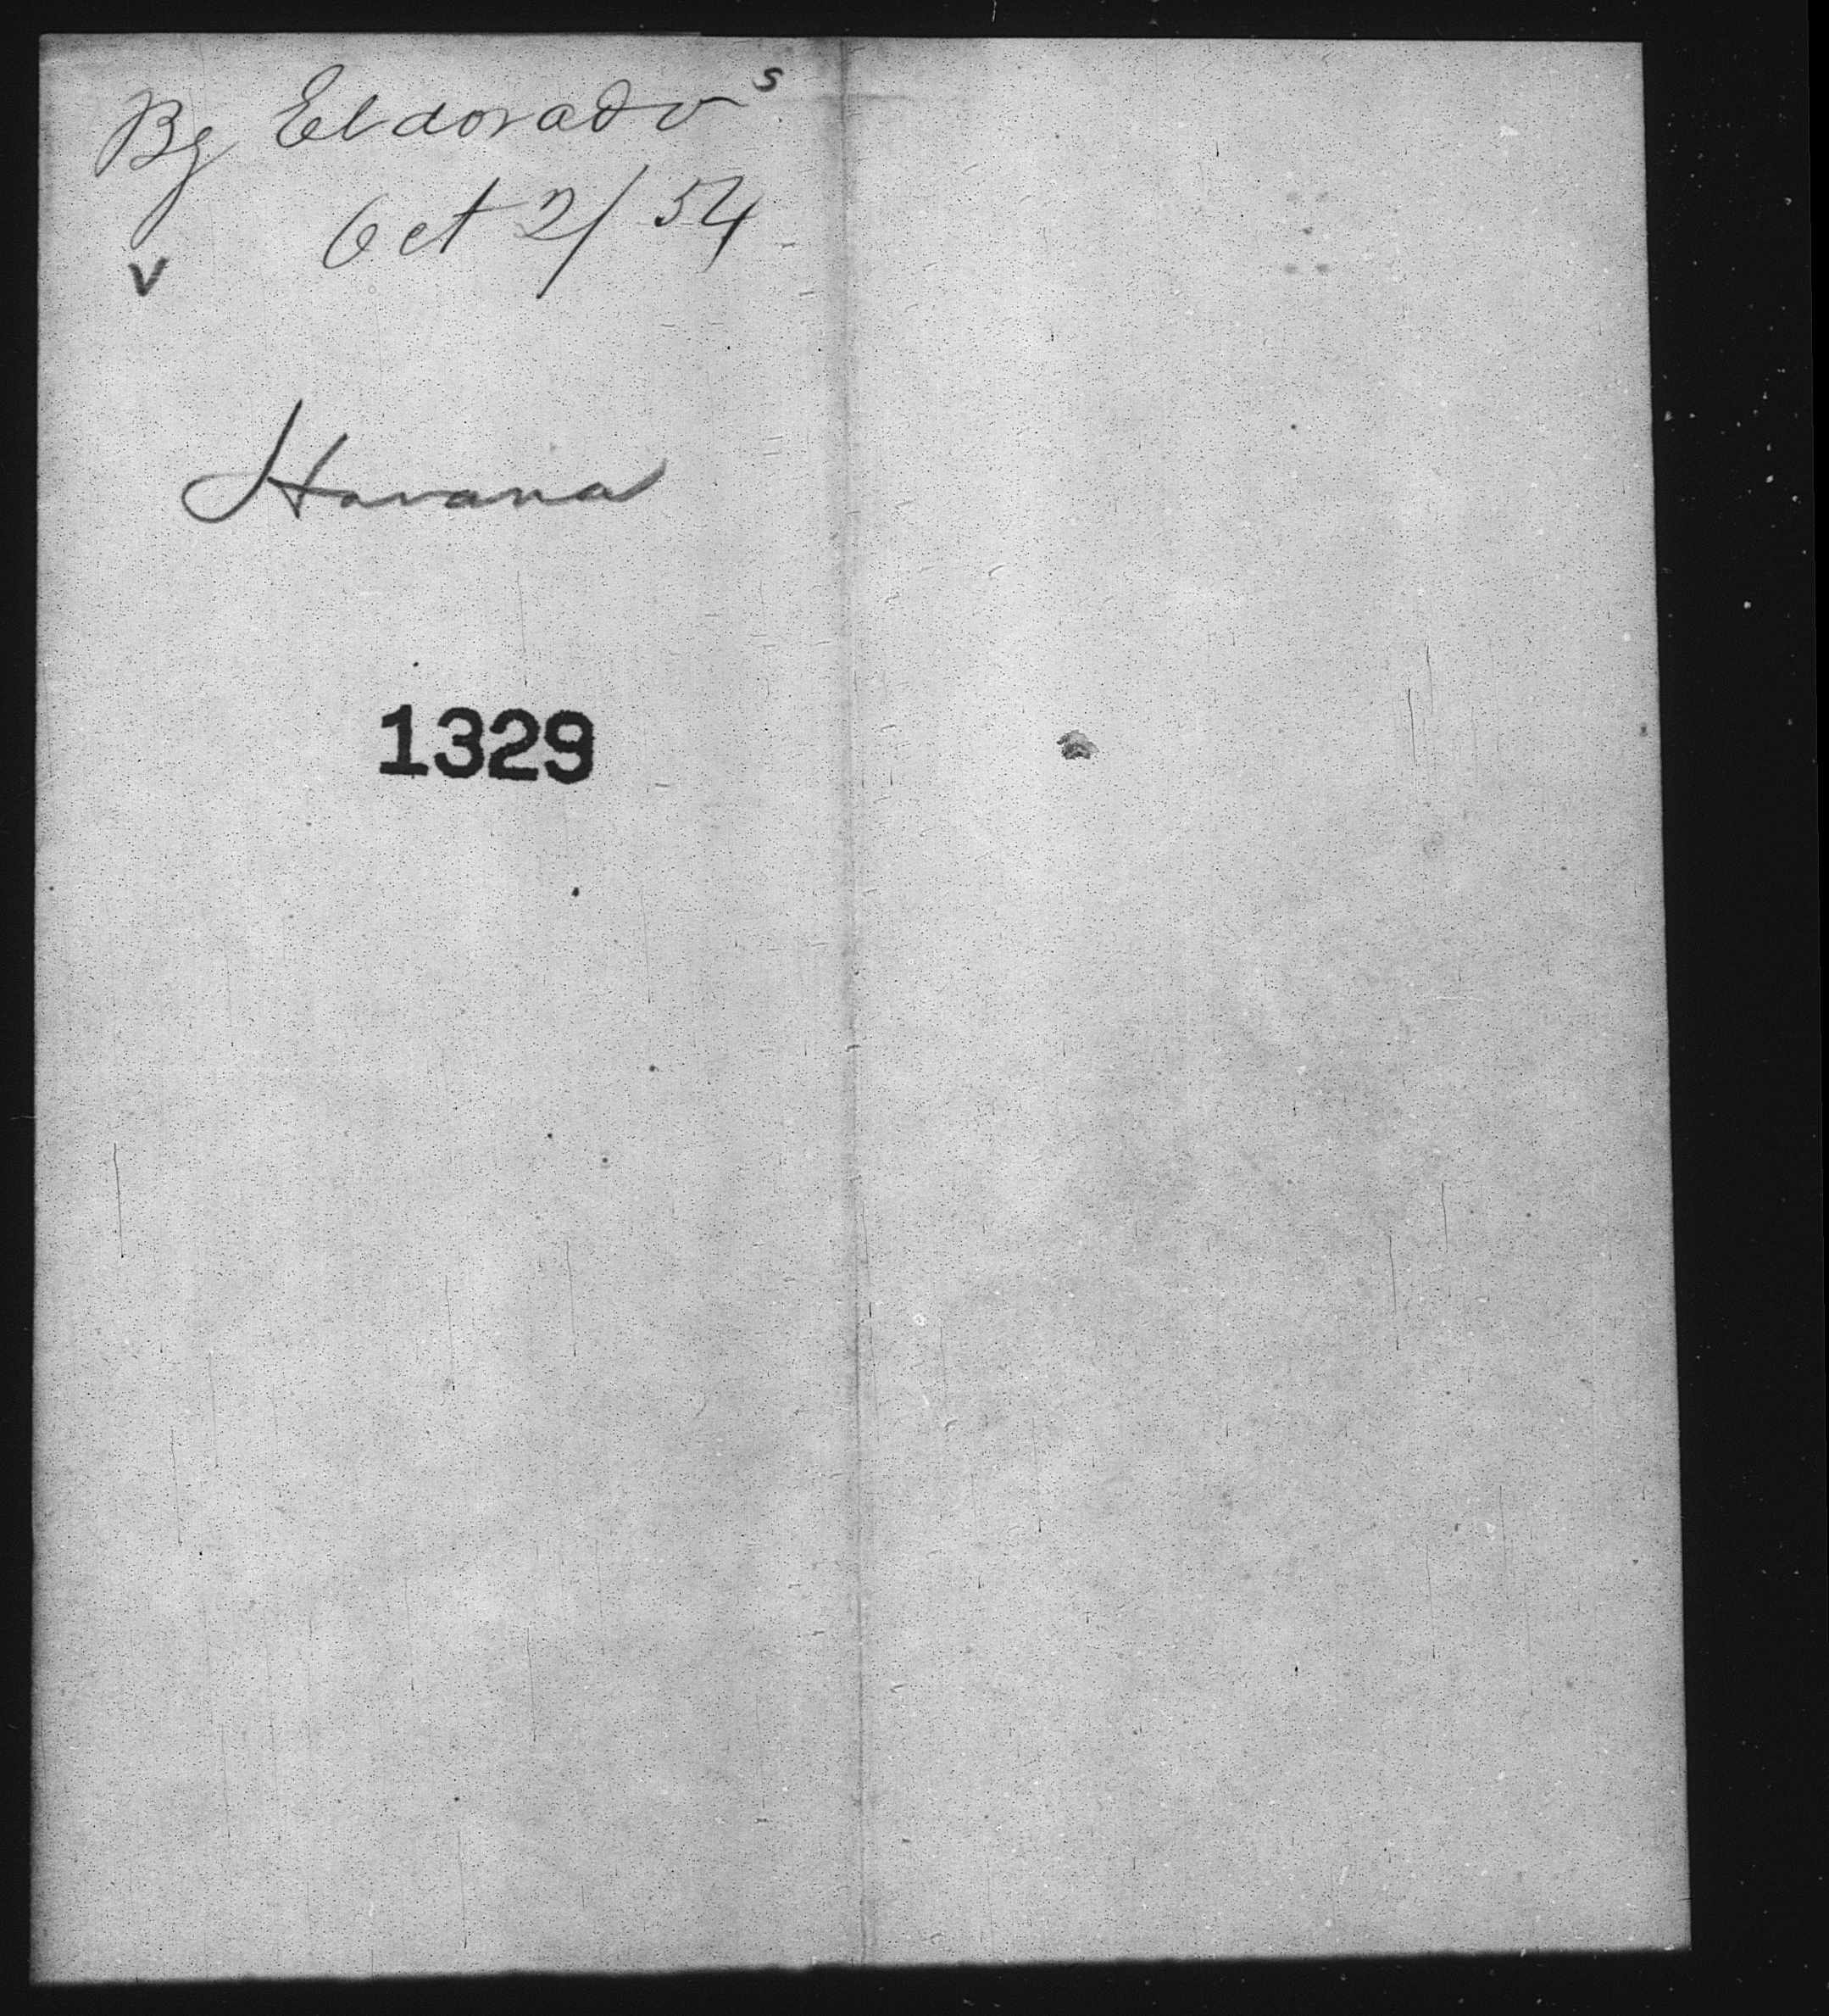 Bg Eldorado s
Oct 2/54
v
Havana
1329